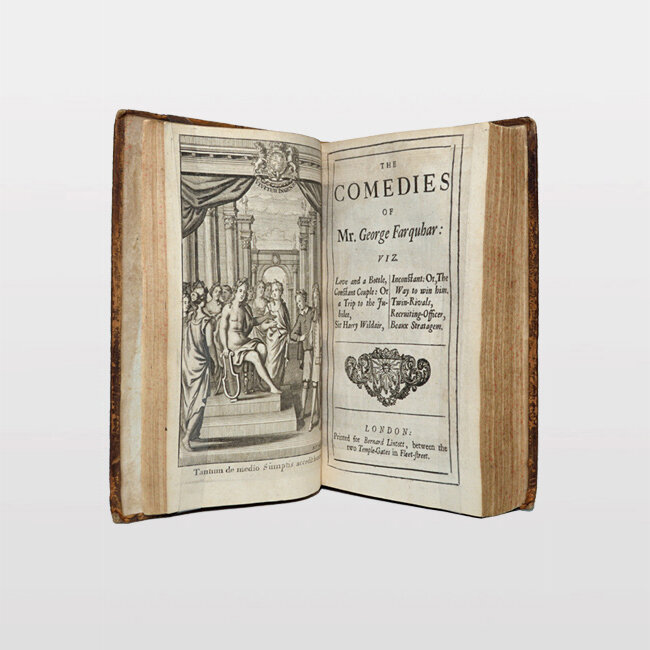 Tantum de medio Sumptis accedit
THE
COMEDIES
OF
Mr. George Farquhar:
VIZ.
Love and a Bottle,
Constant Couple: Or
a Trip to the Ju-
bilee,
Sir Harry Wildair,
Inconstant: Or, The
Way to win him.
Twin-Rivals,
Recruiting-Officer,
Beaux Stratagem.
LONDON:
Printed for Bernard Lintott, between the
two Temple-Gates in Fleet-street.